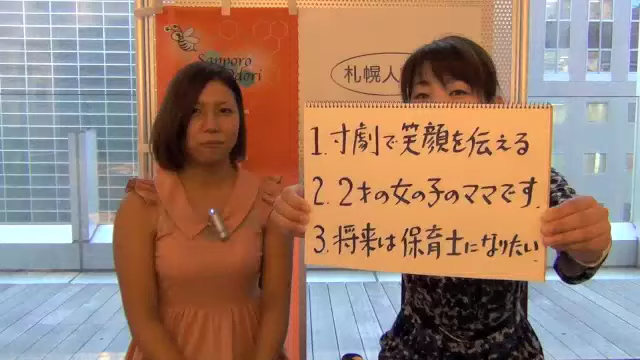 Sapporo
Odori
札幌人
1.寸劇で笑顔を伝える
2.2才の女の子のママです.
3.将来は保育士になりたい